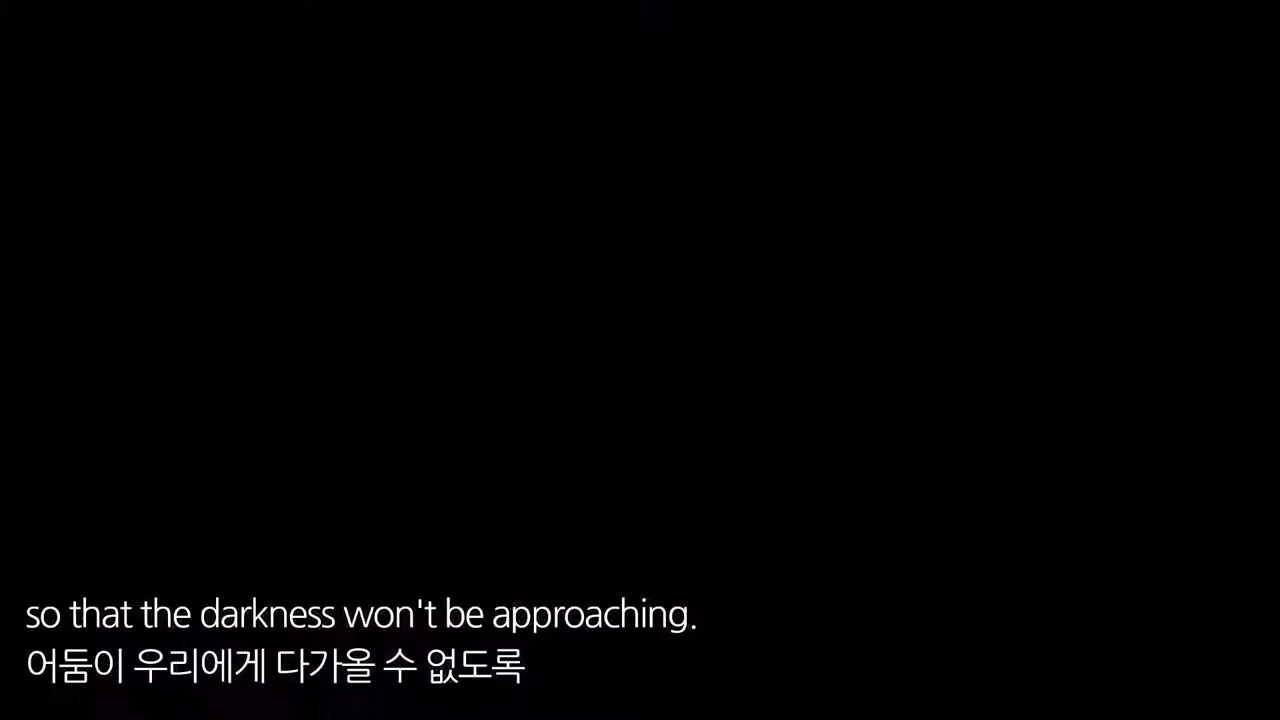 so that the darkness won't be approaching.
어둠이 우리에게 다가올 수 없도록